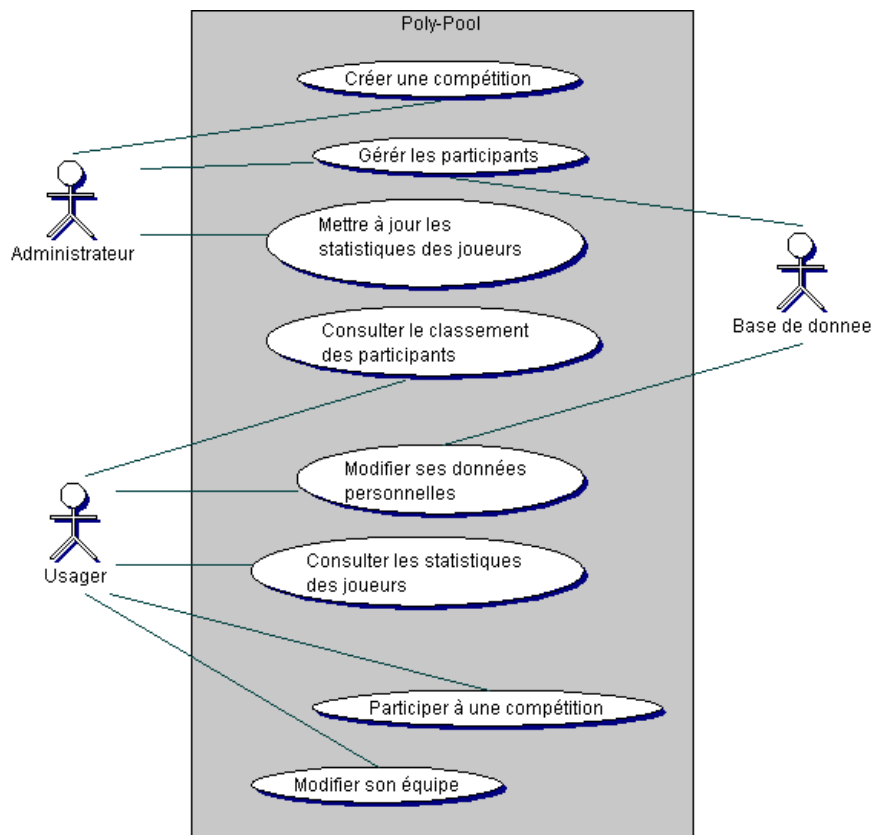 Poly-Pool
Créer une compétition
Gérér les participants
Mettre à jour les
statistiques des joueurs
Administrateur
Base de donnee
Consulter le classement
des participants
Modifier ses données
personnelles
Usager
Consulter les statistiques
des joueurs
Participer à une compétition
Modifier son équipe